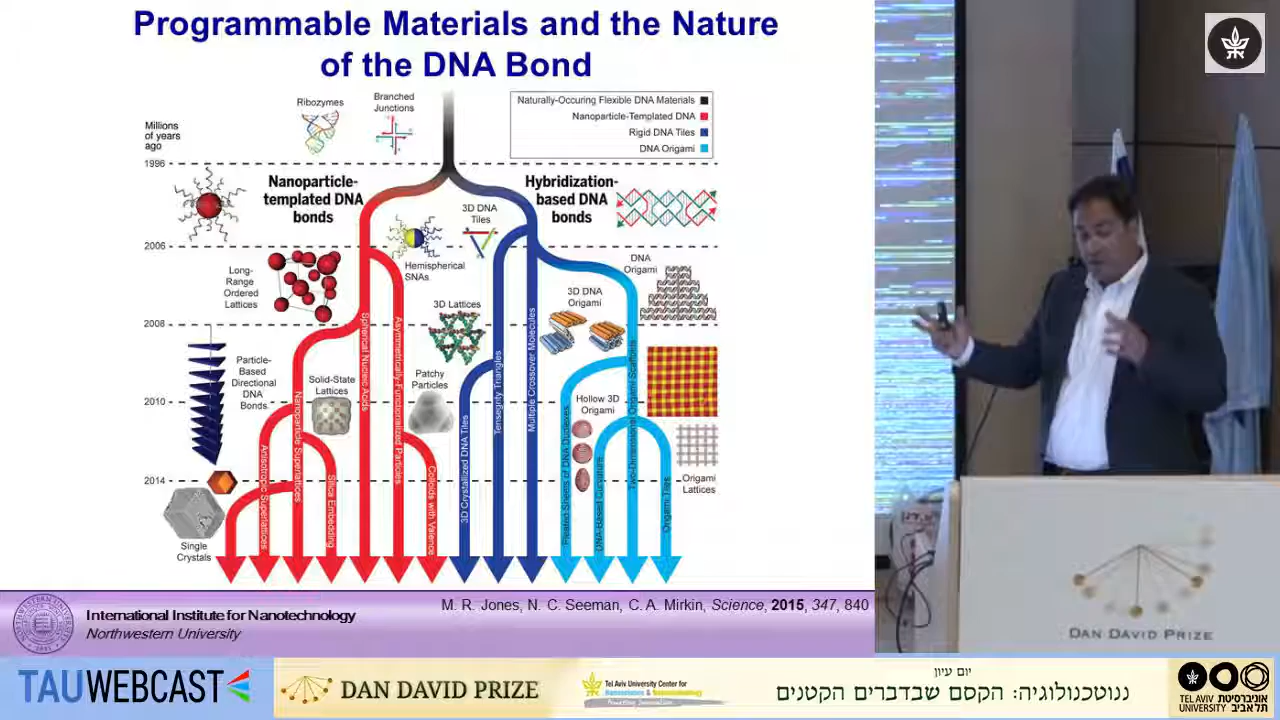 Programmable Materials and the Nature
of the DNA Bond
Ribozymes
Branched
Junctions
Millions
of years
ago
Naturally-Occuring Flexible DNA Materials
Nanoparticle-Templated DNA
Rigid DNA Tiles
DNA Origami
1996
Nanoparticle-
templated DNA
bonds
Hybridization-
based DNA
bonds
3D DNA
Tiles
2006
Hemispherical
SNAs
Long-
Range
Ordered
Lattices
DNA
Origami
3D DNA
Origami
3D Lattices
2008
Particle-
Based
Directional
DNA
Bonds
Solid-State
Lattices
Patchy
Particles
2010
Hollow 3D
Origami
2014
Origami
Lattices
Single
Crystals
Anisotropic Superlattices
Nanoparticle Superlattices
Silica Embedding
Spherical Nucleic Acids
Asymmetrically-Functionalized Particles
Colloids with Valence
3D Crystallized DNA Tiles
Tensegrity Triangles
Multiple Crossover Molecules
Pleated Sheets of DNA Duplexes
DNA-Based Curvature
Two-Dimensional Origami Scaffolds
Origami Tiles
International Institute for Nanotechnology
Northwestern University
M. R. Jones, N. C. Seeman, C. A. Mirkin, Science, 2015, 347, 840
DAN DAVID PRIZE
TAUWEBCAST
DAN DAVID PRIZE
Tel Aviv University Center for
Nanoscience & Nanotechnology
יום עיון
ננוטכנולוגיה: הקסם שבדברים הקטנים
TEL AVIV אוניברסיטת
UNIVERSITY תל אביב